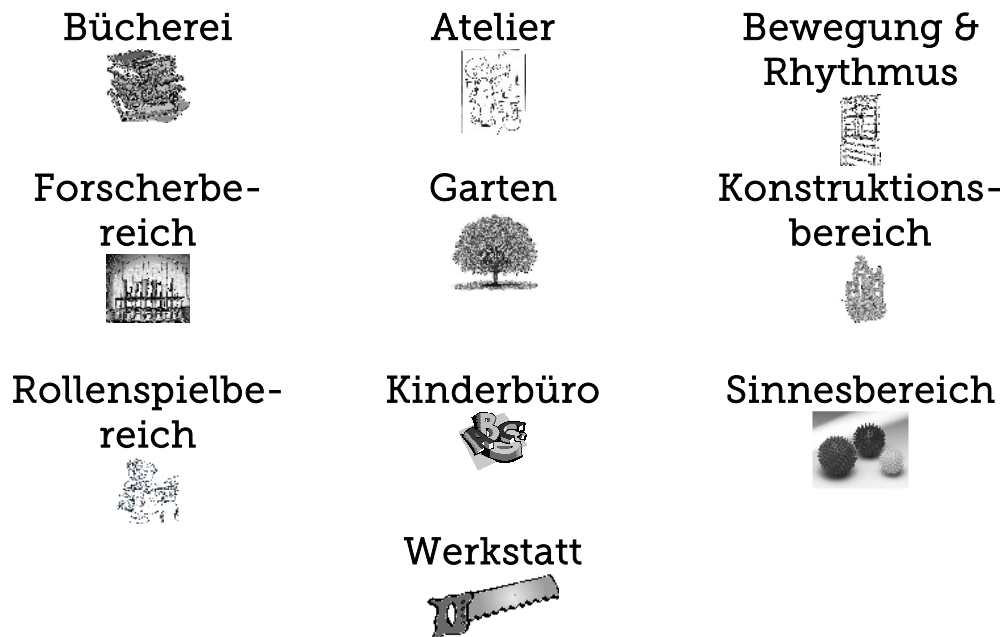 Bücherei
Atelier
Bewegung &
Rhythmus
Forscherbe-
reich
Garten
Konstruktions-
bereich
Rollenspielbe-
reich
Kinderbüro
Sinnesbereich
Werkstatt